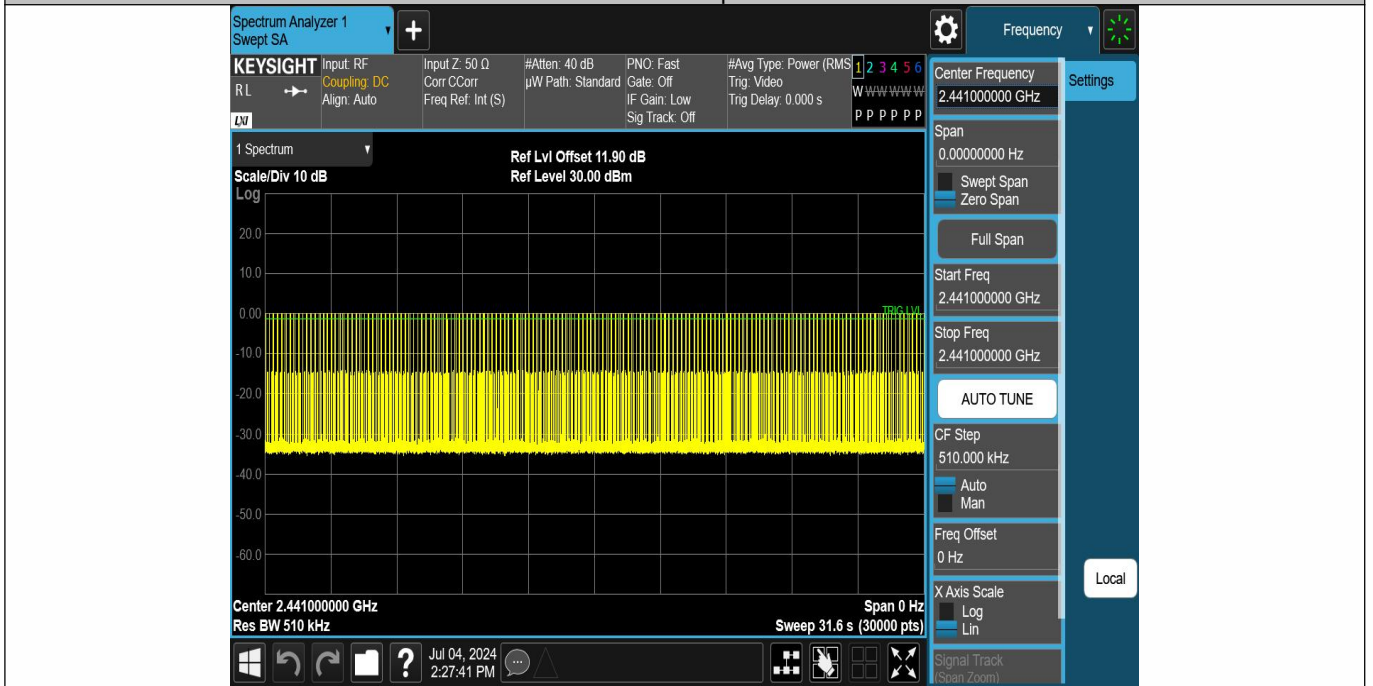 Spectrum Analyzer 1
Swept SA
+
Frequency
KEYSIGHT
R L
LXI
Input: RF
Coupling: DC
Align: Auto
Input Z: 50 Ω
Corr CCorr
Freq Ref: Int (S)
#Atten: 40 dB
µW Path: Standard
PNO: Fast
Gate: Off
IF Gain: Low
Sig Track: Off
#Avg Type: Power (RMS
Trig: Video
Trig Delay: 0.000 s
1 2 3 4 5 6
W W W W W W
P P P P P P
1 Spectrum
Scale/Div 10 dB
Ref Lvl Offset 11.90 dB
Ref Level 30.00 dBm
Log
20.0
10.0
0.00
TRIG LVL
-10.0
-20.0
-30.0
-40.0
-50.0
-60.0
Center 2.441000000 GHz
Res BW 510 kHz
Span 0 Hz
Sweep 31.6 s (30000 pts)
Center Frequency
2.441000000 GHz
Settings
Span
0.00000000 Hz
Swept Span
Zero Span
Full Span
Start Freq
2.441000000 GHz
Stop Freq
2.441000000 GHz
AUTO TUNE
CF Step
510.000 kHz
Auto
Man
Freq Offset
0 Hz
Local
X Axis Scale
Log
Lin
Signal Track
(Span Zoom)
?
Jul 04, 2024
2:27:41 PM